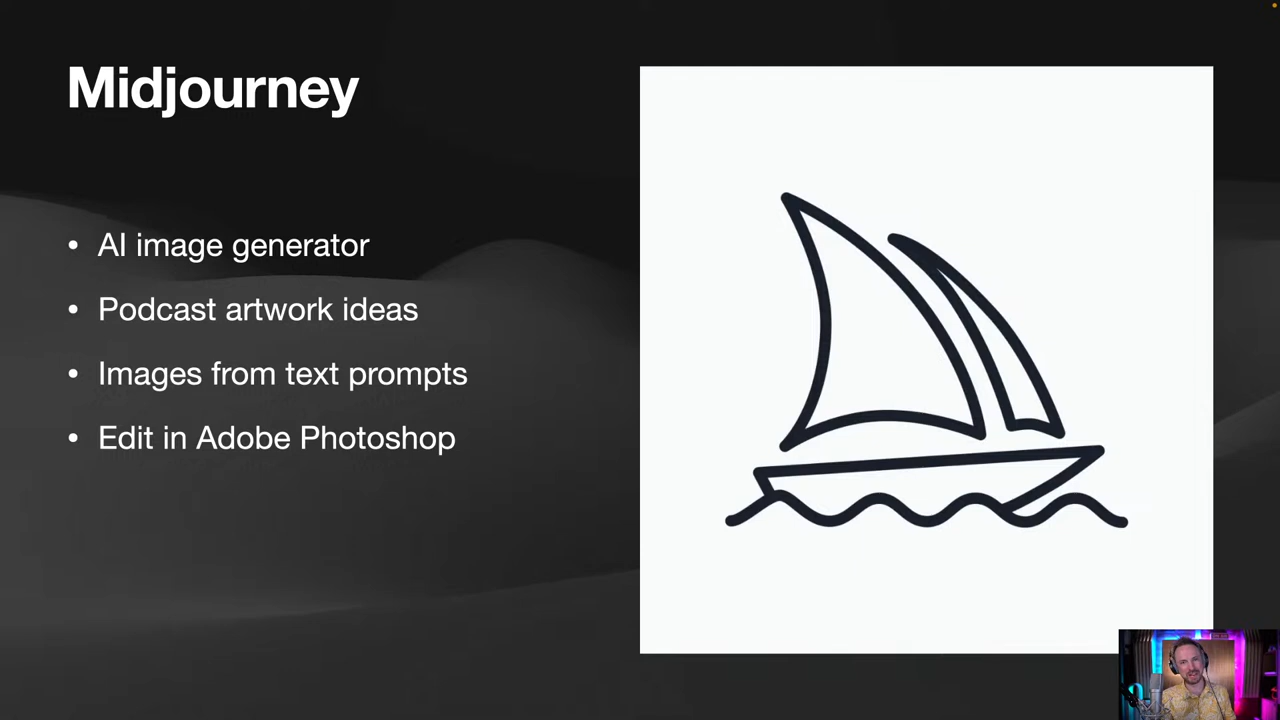 Midjourney
• AI image generator
• Podcast artwork ideas
• Images from text prompts
• Edit in Adobe Photoshop